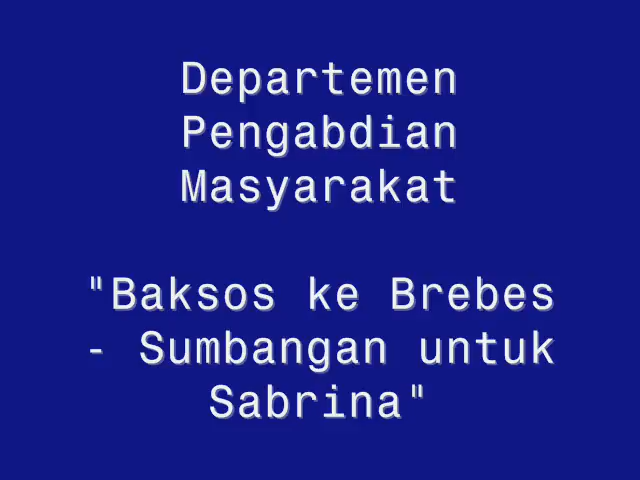 Departemen
Pengabdian
Masyarakat
"Baksos ke Brebes
- Sumbangan untuk
Sabrina"